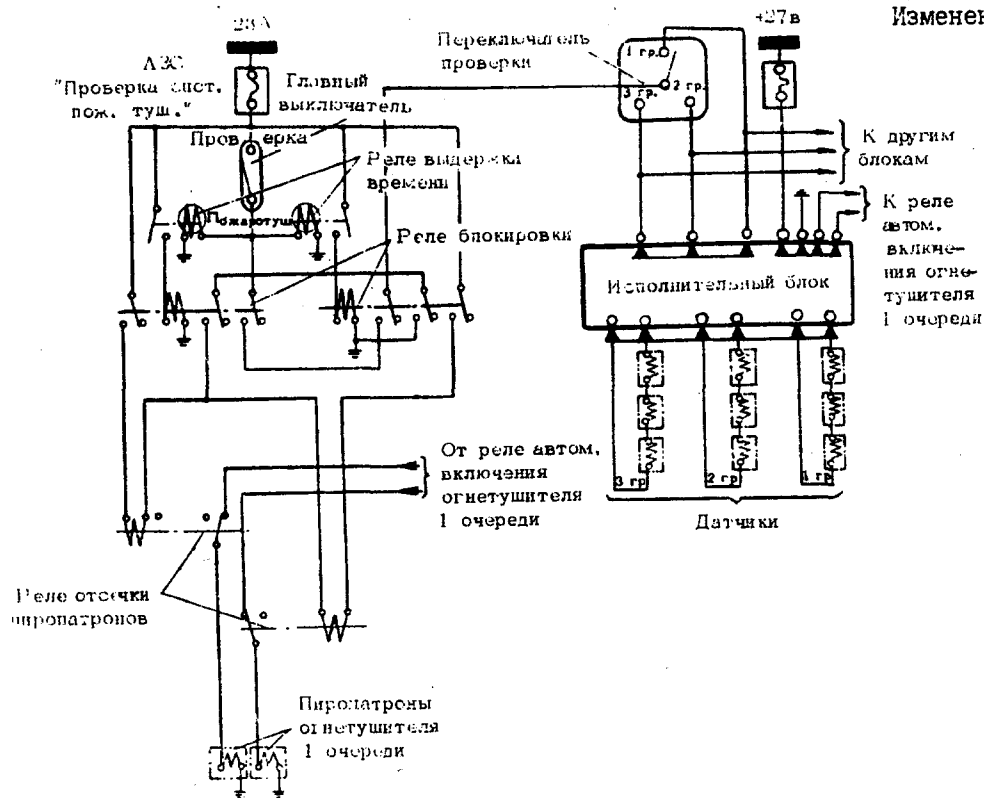 Изменен
+27в
АЗС
"Проверка сист.
пож. туш."
Главный
выключатель
Переключатель
проверки
1 гр.
2 гр.
3 гр.
Проверка
Реле выдержки
времени
Пожаротуш
К другим
блокам
Реле блокировки
К реле
автом.
включе-
ния огне-
тушителя
1 очереди
Исполнительный блок
От реле автом.
включения
огнетушителя
1 очереди
3 гр
2 гр
1 гр
Датчики
Реле отсечки
пиропатронов
Пиропатроны
огнетушителя
1 очереди